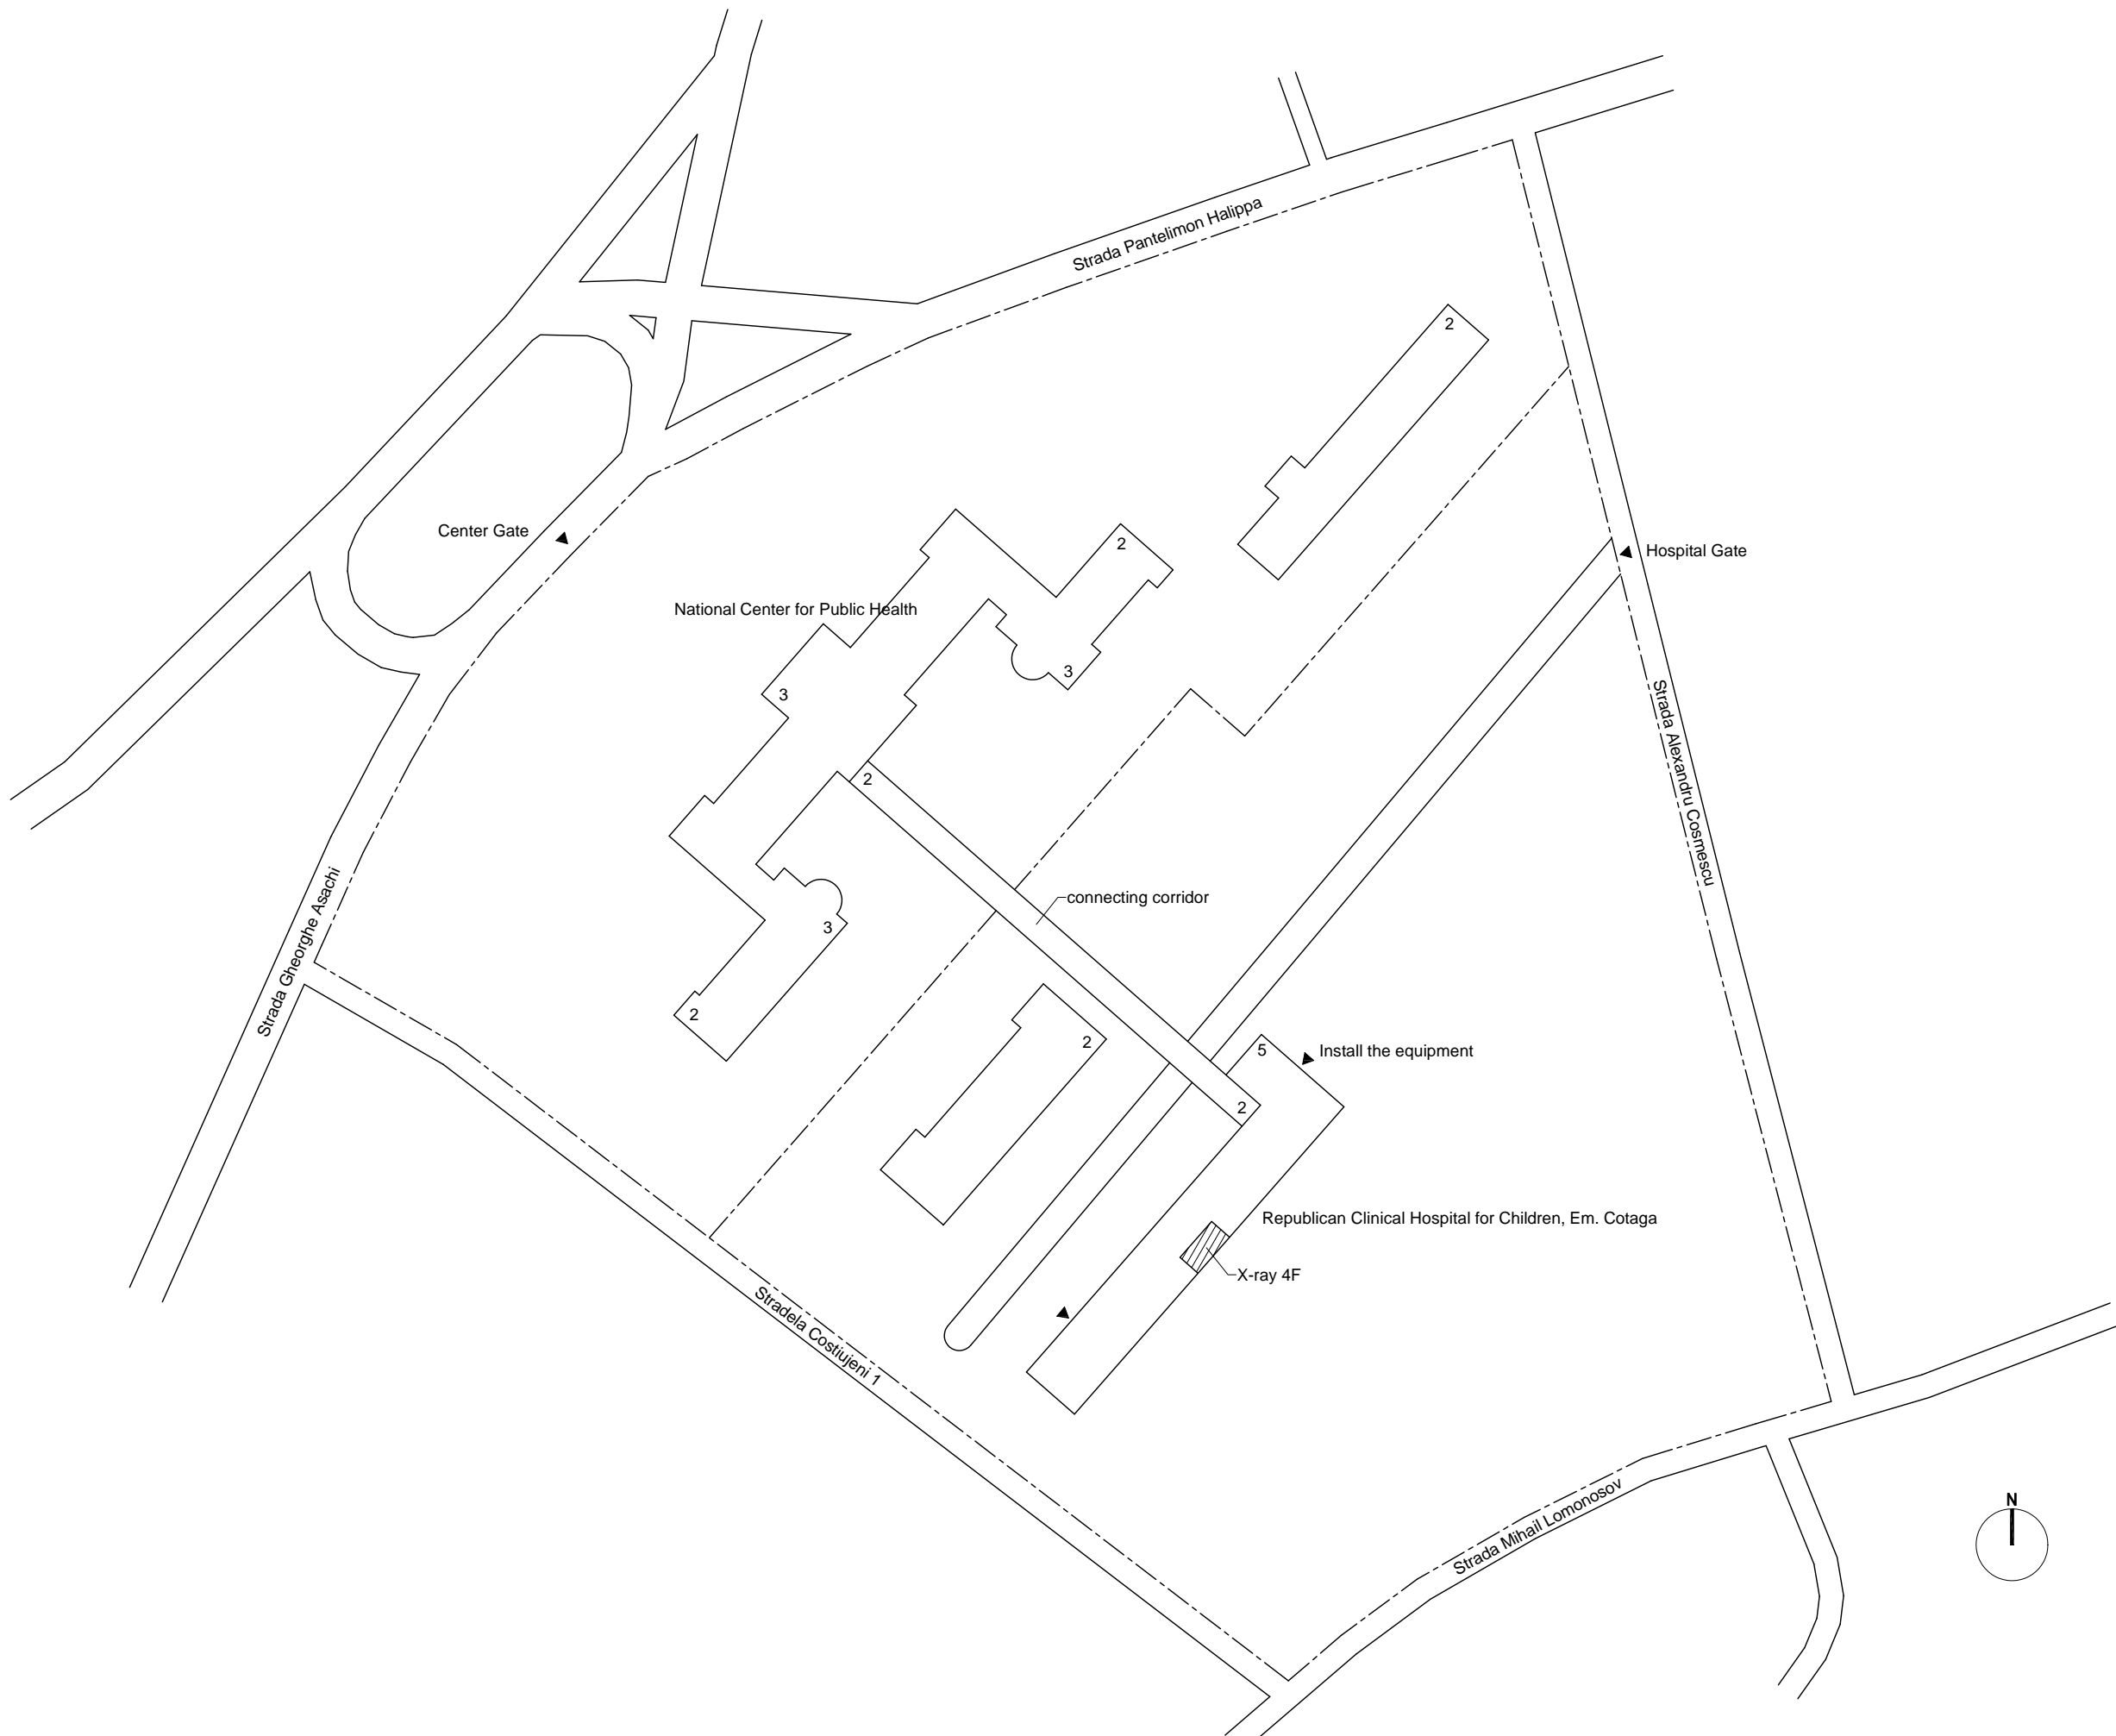 Strada Pantelimon Halippa
2
Center Gate
2
Hospital Gate
National Center for Public Health
3
3
Strada Alexandru Cosmescu
2
connecting corridor
Strada Gheorghe Asachi
3
2
2
5
Install the equipment
2
Republican Clinical Hospital for Children, Em. Cotaga
X-ray 4F
Stradela Costiujeni 1
Strada Mihail Lomonosov
N